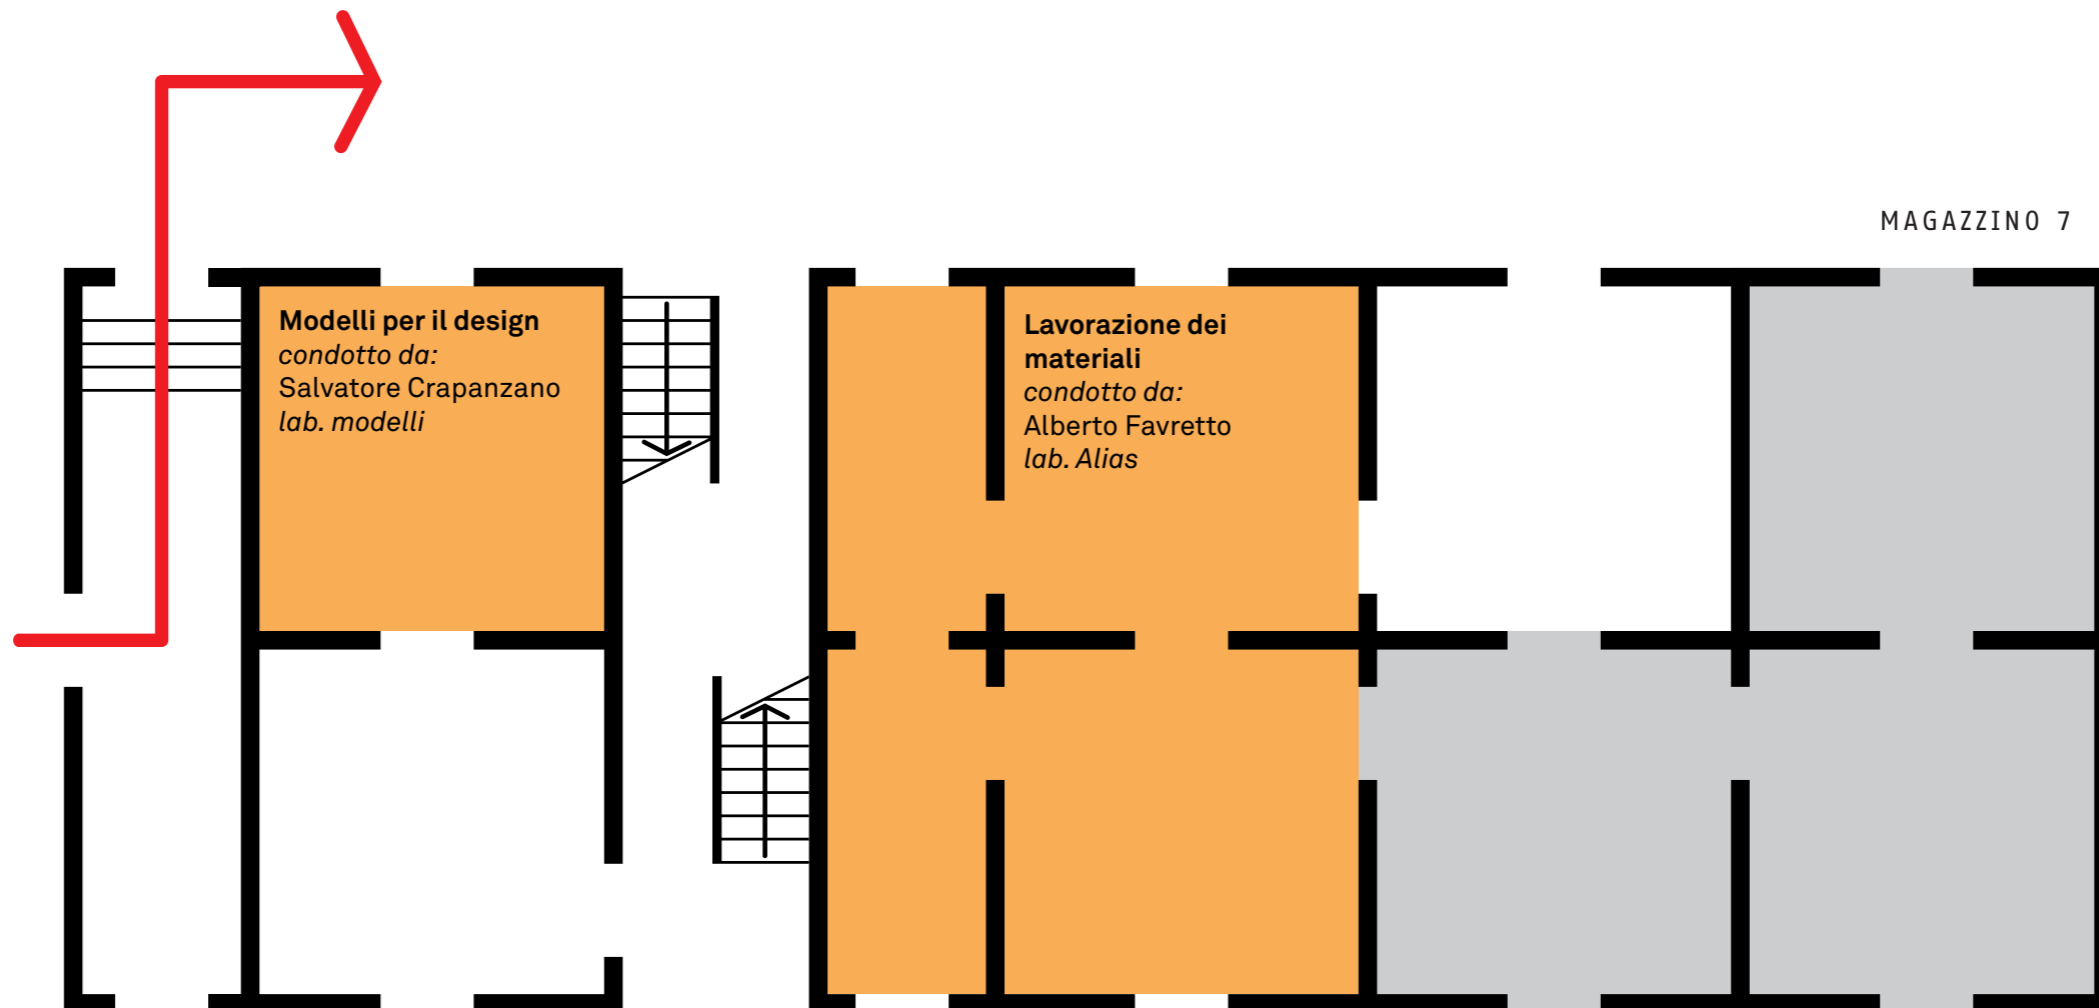 MAGAZZINO 7
Modelli per il design
condotto da:
Salvatore Crapanzano
lab. modelli
Lavorazione dei
materiali
condotto da:
Alberto Favretto
lab. Alias